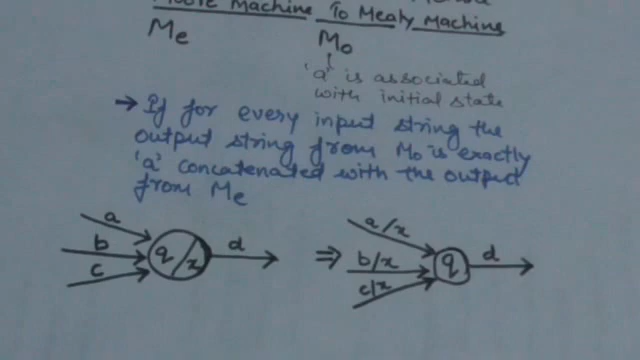 Moore Machine To Mealy Machine
Me Mo
'a' is associated
with initial state
→ If for every input string the
output string from Mo is exactly
'a' concatenated with the output
from Me
a
b
c
q/x
d
⇒
a/x
b/x
c/x
q
d